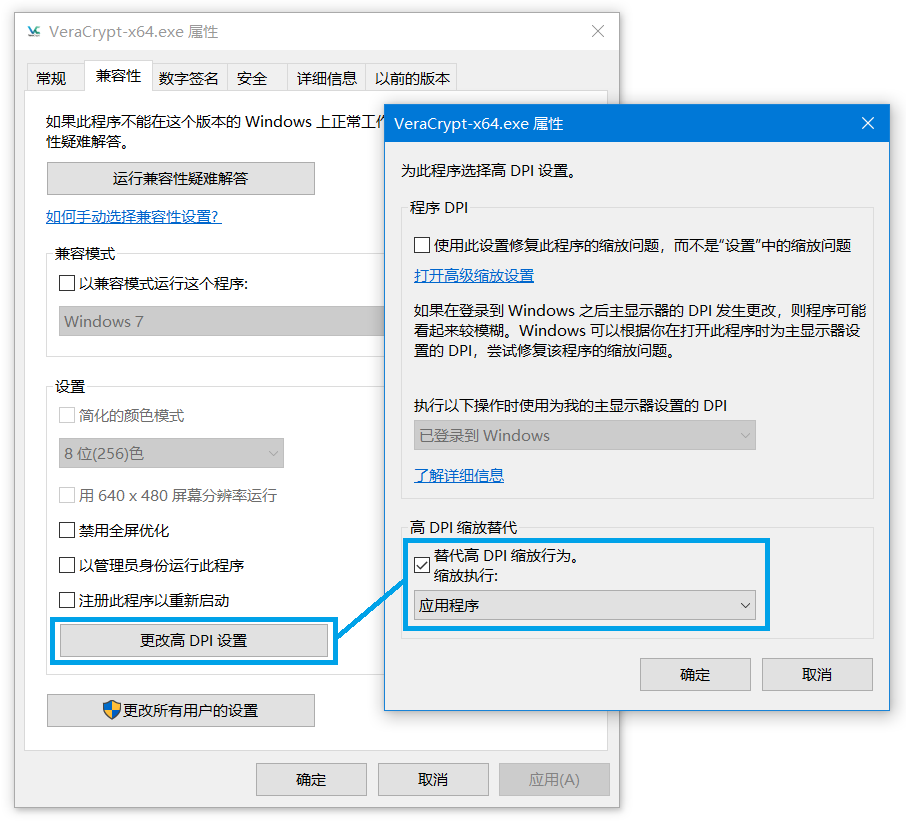 VeraCrypt-x64.exe 属性
常规
兼容性
数字签名
安全
详细信息
以前的版本
如果此程序不能在这个版本的 Windows 上正常工作
性疑难解答。
运行兼容性疑难解答
如何手动选择兼容性设置?
兼容模式
以兼容模式运行这个程序:
Windows 7
设置
简化的颜色模式
8 位(256)色
用 640 x 480 屏幕分辨率运行
禁用全屏优化
以管理员身份运行此程序
注册此程序以重新启动
更改高 DPI 设置
更改所有用户的设置
确定
取消
应用(A)
VeraCrypt-x64.exe 属性
为此程序选择高 DPI 设置。
程序 DPI
使用此设置修复此程序的缩放问题，而不是“设置”中的缩放问题
打开高级缩放设置
如果在登录到 Windows 之后主显示器的 DPI 发生更改，则程序可能
看起来较模糊。Windows 可以根据你在打开此程序时为主显示器设
置的 DPI，尝试修复该程序的缩放问题。
执行以下操作时使用为我的主显示器设置的 DPI
已登录到 Windows
了解详细信息
高 DPI 缩放替代
替代高 DPI 缩放行为。
缩放执行:
应用程序
确定
取消